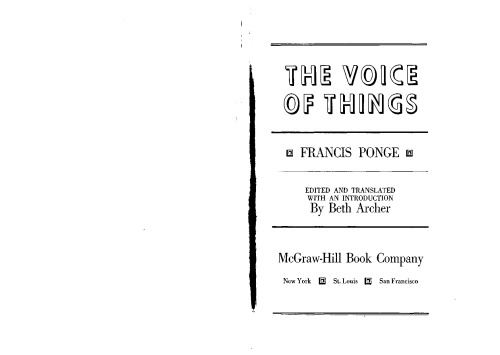 THE VOICE
OF THINGS
FRANCIS PONGE
EDITED AND TRANSLATED
WITH AN INTRODUCTION
By Beth Archer
McGraw-Hill Book Company
New York St. Louis San Francisco